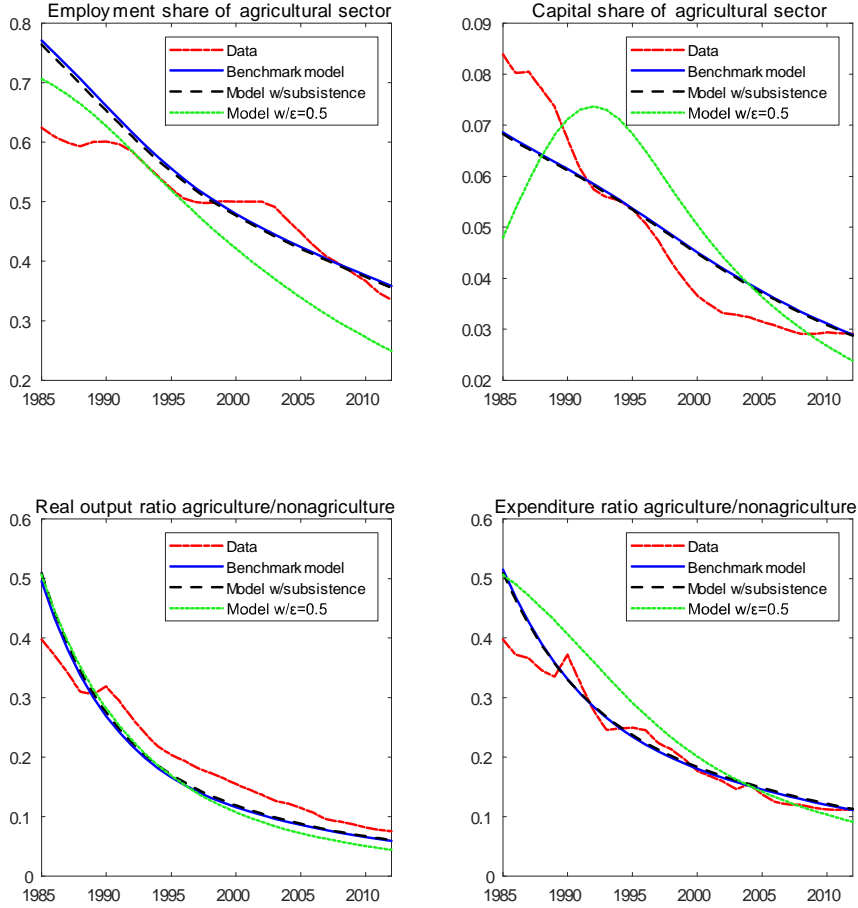 Employment share of agricultural sector
0.8
0.7
0.6
0.5
0.4
0.3
0.2
1985 1990 1995 2000 2005 2010
Data
Benchmark model
Model w/subsistence
Model w/ε=0.5
Capital share of agricultural sector
0.09
0.08
0.07
0.06
0.05
0.04
0.03
0.02
1985 1990 1995 2000 2005 2010
Data
Benchmark model
Model w/subsistence
Model w/ε=0.5
Real output ratio agriculture/nonagriculture
0.6
0.5
0.4
0.3
0.2
0.1
0
1985 1990 1995 2000 2005 2010
Data
Benchmark model
Model w/subsistence
Model w/ε=0.5
Expenditure ratio agriculture/nonagriculture
0.6
0.5
0.4
0.3
0.2
0.1
0
1985 1990 1995 2000 2005 2010
Data
Benchmark model
Model w/subsistence
Model w/ε=0.5